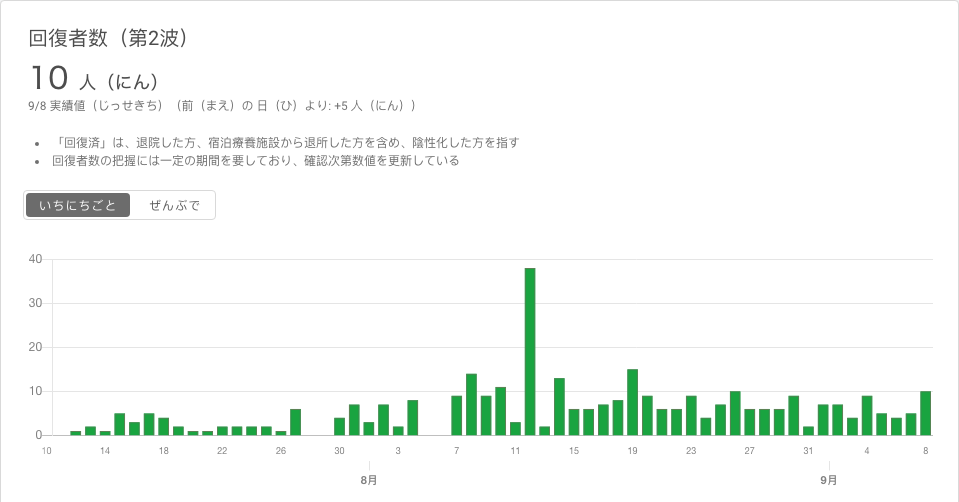 回復者数（第2波）
10 人（にん）
9/8 実績値（じっせきち）（前（まえ）の 日（ひ）より: +5 人（にん））
• 「回復済」は、退院した方、宿泊療養施設から退所した方を含め、陰性化した方を指す
• 回復者数の把握には一定の期間を要しており、確認次第数値を更新している
いちにちごと ぜんぶで
40
30
20
10
0
10 14 18 22 26 30 3 7 11 15 19 23 27 31 4 8
8月 9月